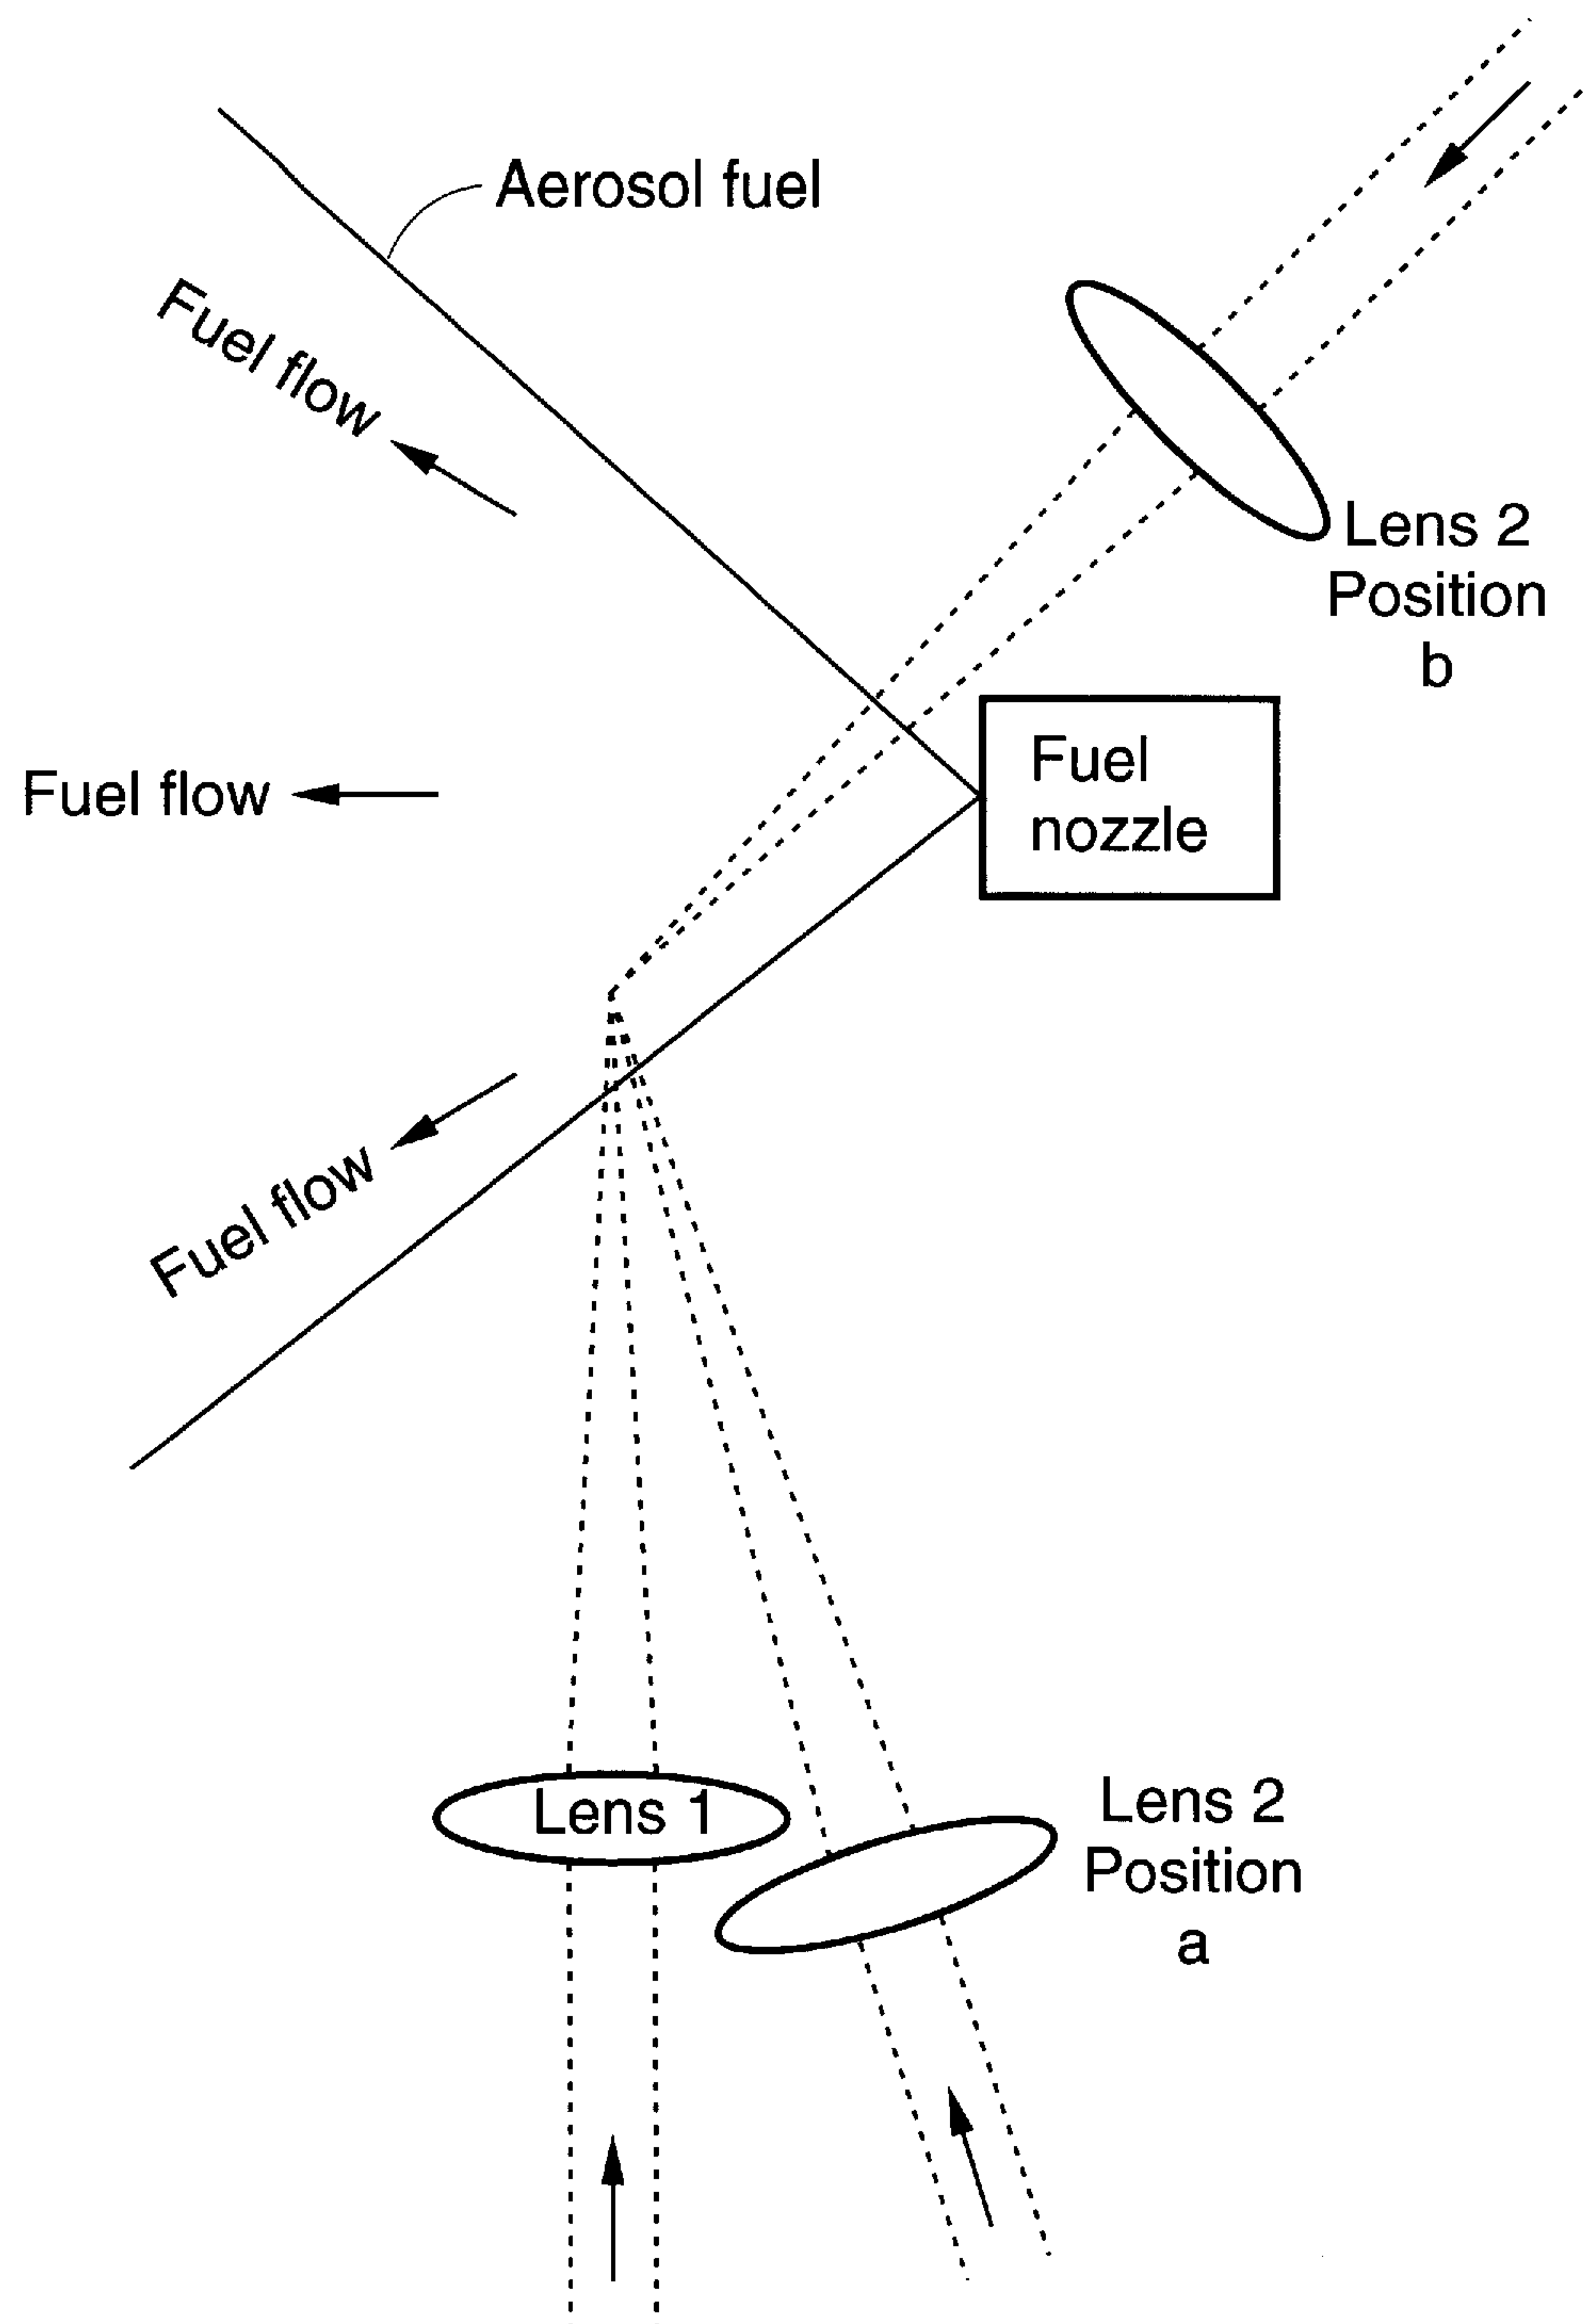 Aerosol fuel
Fuel flow
Lens 2
Position
b
Fuel
nozzle
Fuel flow
Fuel flow
Lens 1
Lens 2
Position
a